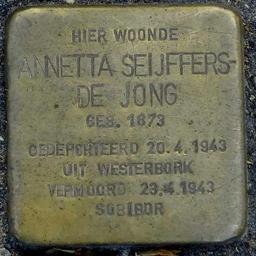 HIER WOONDE
ANNETTA SEIJFFERS-
DE JONG
GEB. 1873
GEDEPORTEERD 20.4.1943
UIT WESTERBORK
VERMOORD 23.4.1943
SOBIBOR